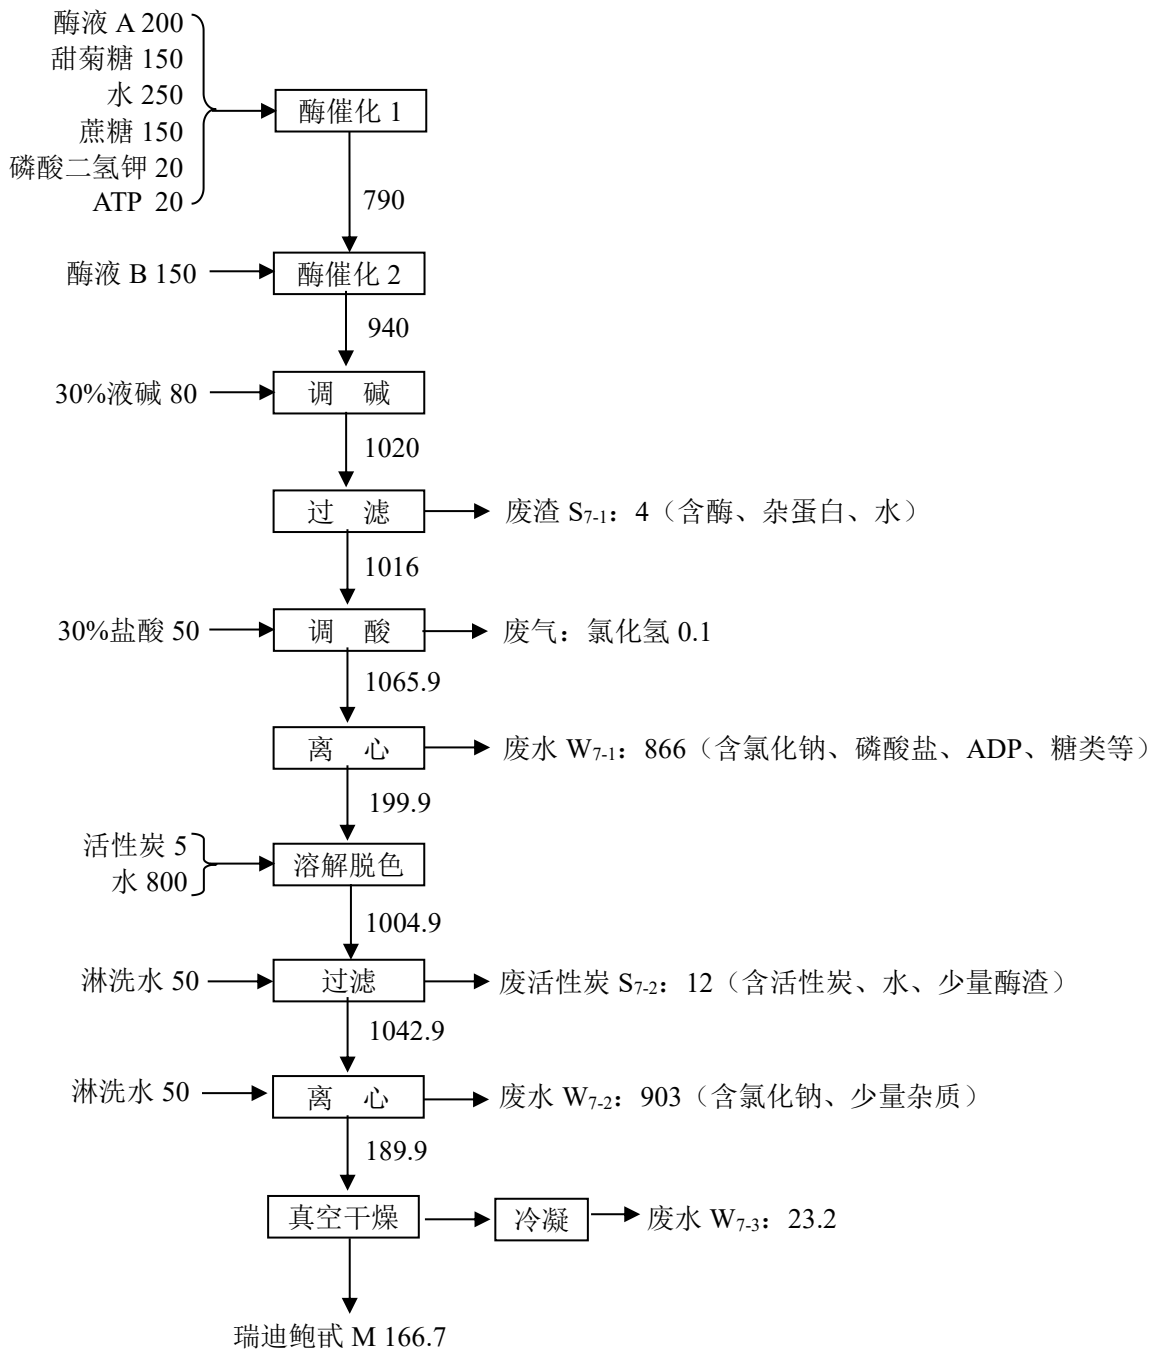 酶液 A 200
甜菊糖 150
水 250
蔗糖 150
磷酸二氢钾 20
ATP 20
酶催化 1
790
酶液 B 150
酶催化 2
940
30%液碱 80
调 碱
1020
过 滤
废渣 S7-1：4（含酶、杂蛋白、水）
1016
30%盐酸 50
调 酸
废气：氯化氢 0.1
1065.9
离 心
废水 W7-1：866（含氯化钠、磷酸盐、ADP、糖类等）
199.9
活性炭 5
水 800
溶解脱色
1004.9
淋洗水 50
过滤
废活性炭 S7-2：12（含活性炭、水、少量酶渣）
1042.9
淋洗水 50
离 心
废水 W7-2：903（含氯化钠、少量杂质）
189.9
真空干燥
冷凝
废水 W7-3：23.2
瑞迪鲍甙 M 166.7